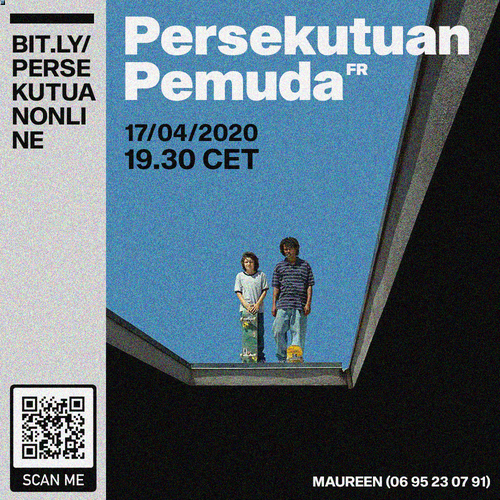 BIT.LY/
PERSE
KUTUA
NONLI
NE
Persekutuan
Pemuda FR
17/04/2020
19.30 CET
SCAN ME
MAUREEN (06 95 23 07 91)